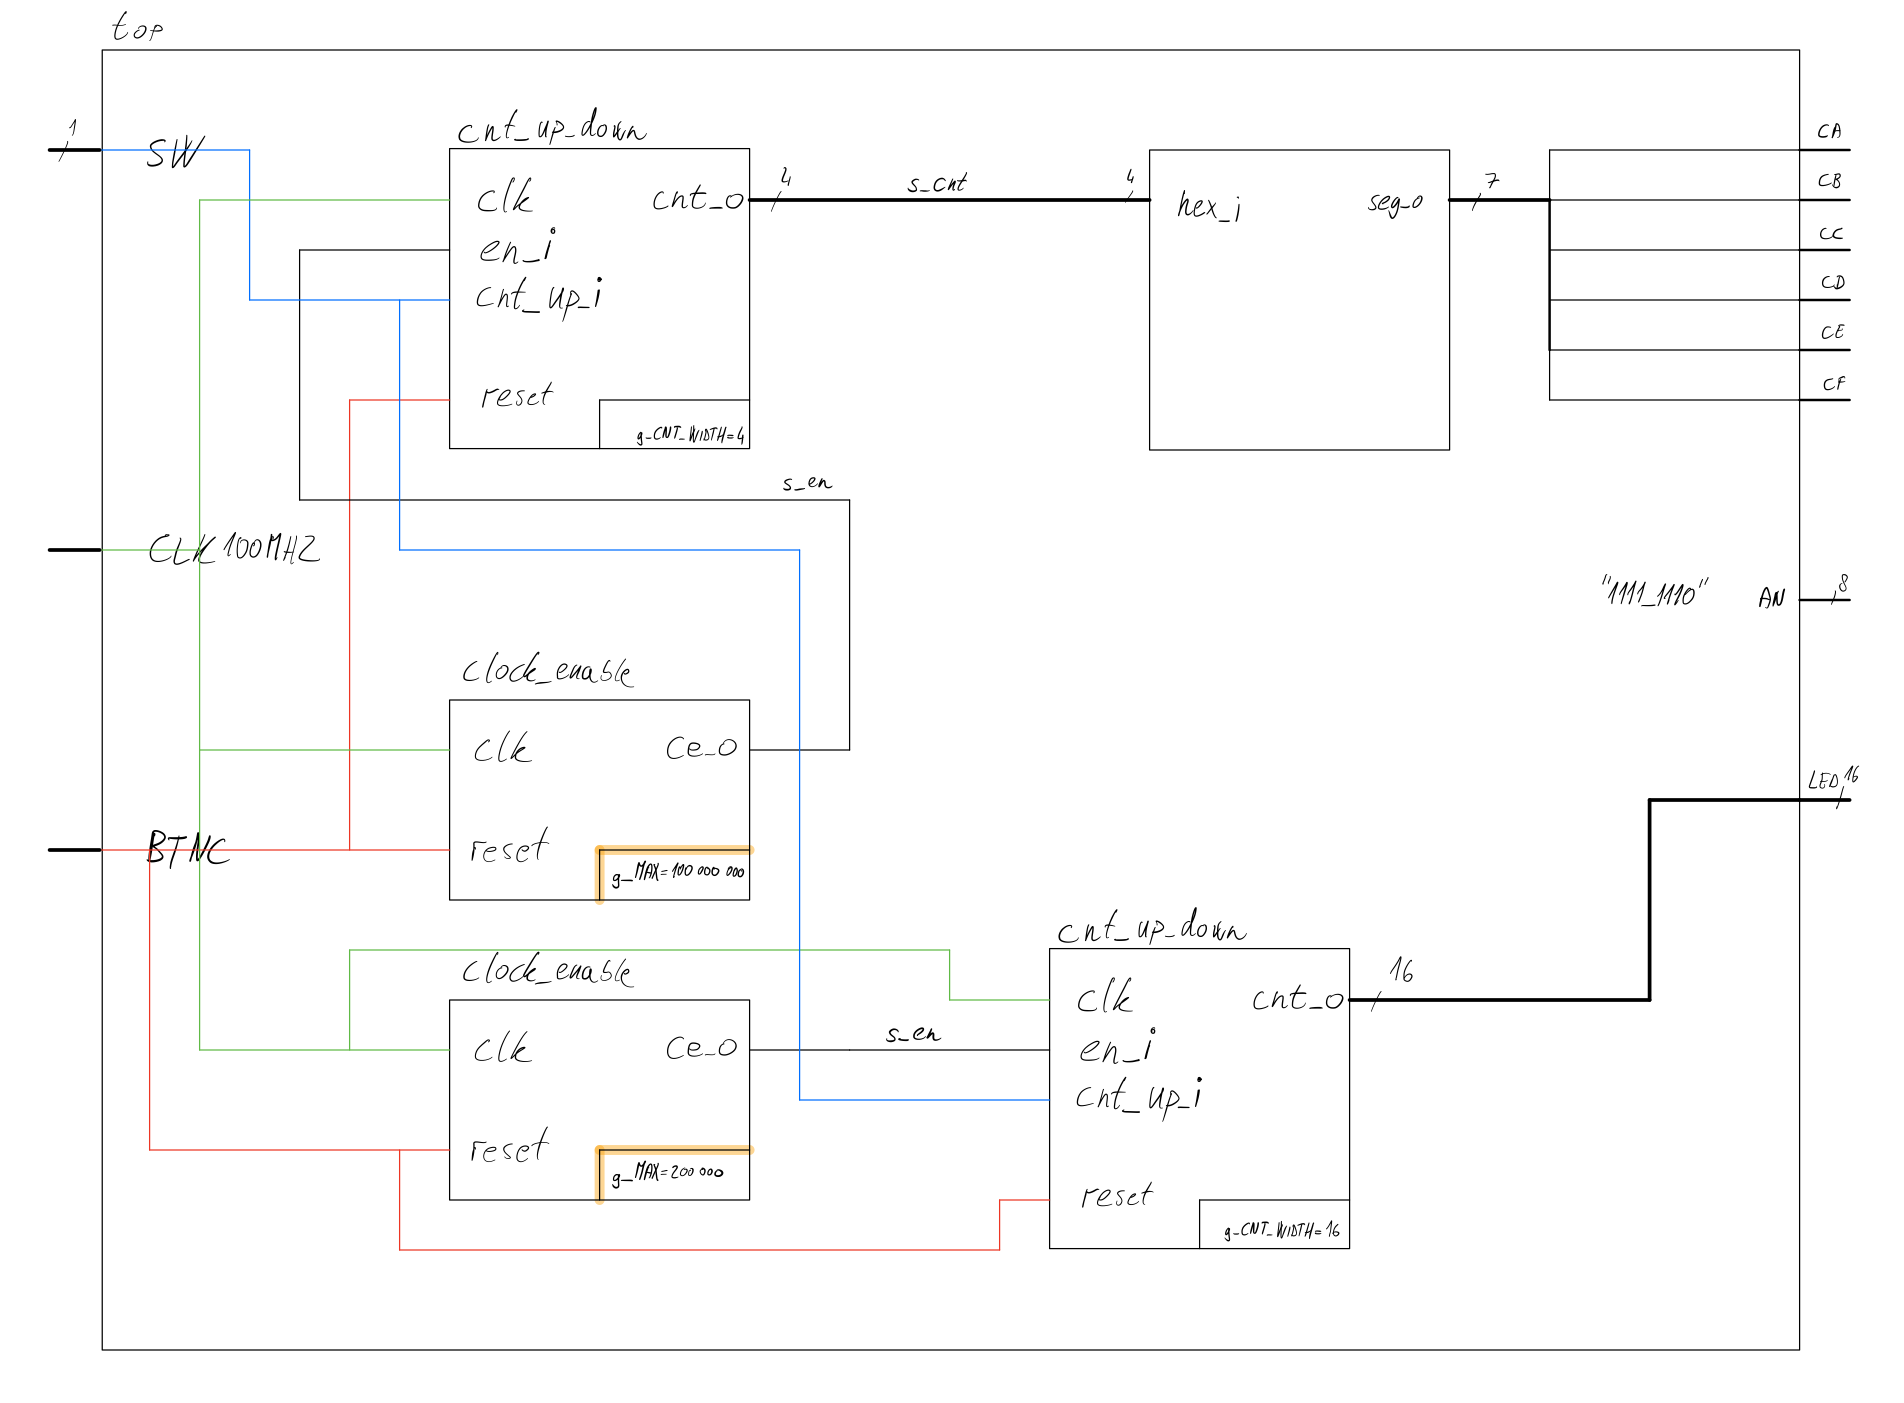 top
1
SW
cnt_up_down
clk
cnt_o
4
s_cnt
4
en_i
cnt_up_i
reset
g_CNT_WIDTH=4
hex_i
seg_o
7
CA
CB
CC
CD
CE
CF
s_en
CLK100MHZ
"1111_1110"
AN
8
clock_enable
clk
ce_o
BTNC
reset
g_MAX=100 000 000
LED
16
clock_enable
clk
ce_o
s_en
reset
g_MAX=200 000
cnt_up_down
clk
cnt_o
16
en_i
cnt_up_i
reset
g_CNT_WIDTH=16